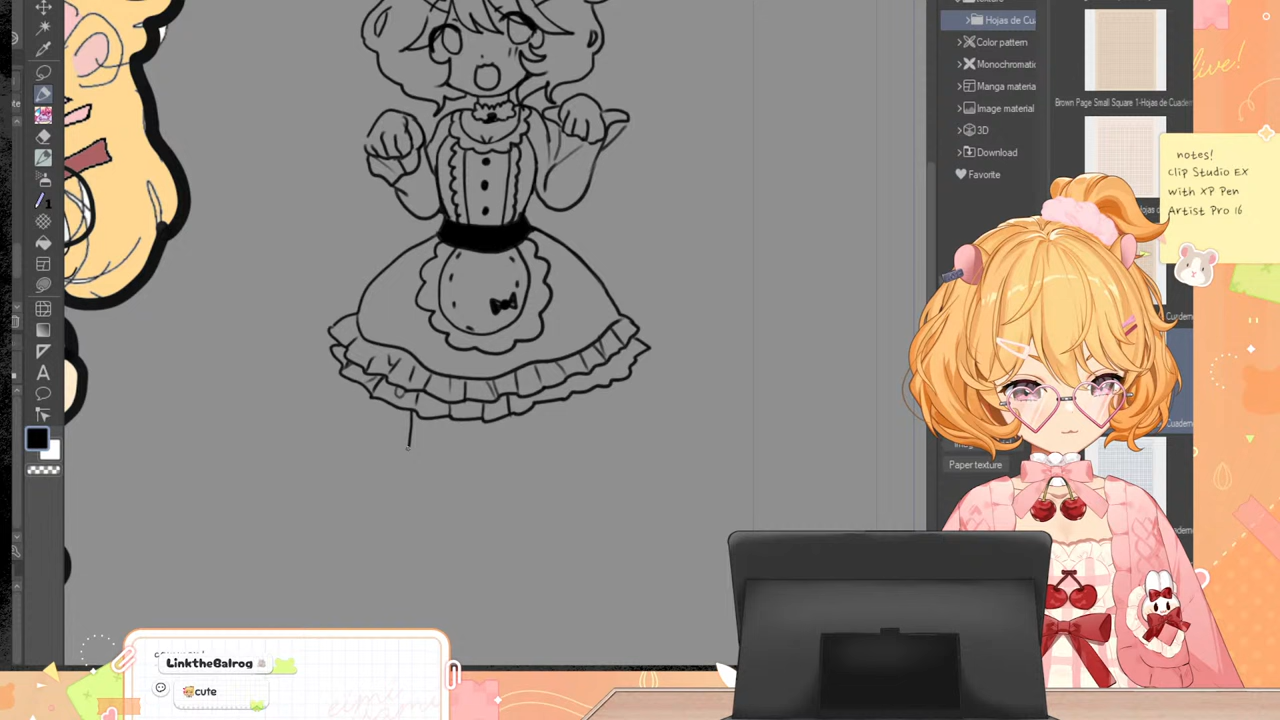 Hojas de Cu
Color pattern
Monochromatic
Manga materia
Image material
3D
Download
Favorite
Brown Page Small Square 1-Hojas de Cuadern
Paper texture
live!
notes!
Clip Studio EX
with XP Pen
Artist Pro 16
LinktheBalrog
cute